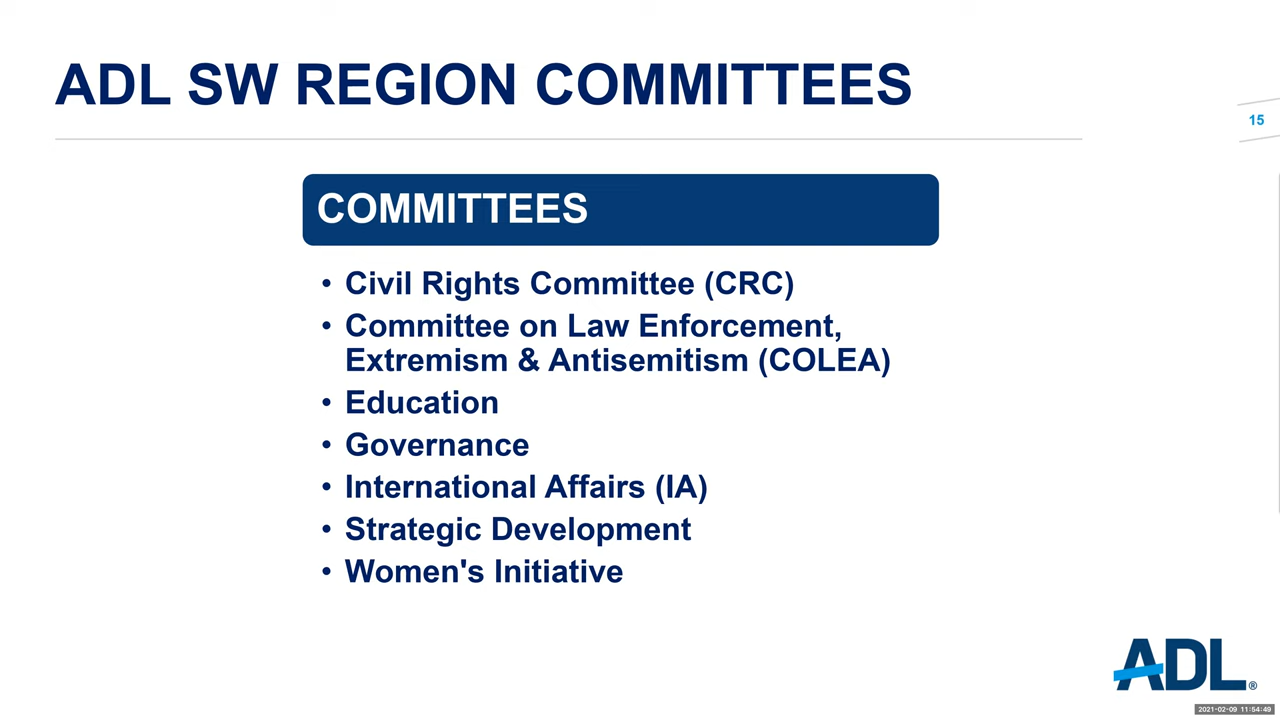 ADL SW REGION COMMITTEES
15
COMMITTEES
• Civil Rights Committee (CRC)
• Committee on Law Enforcement,
Extremism & Antisemitism (COLEA)
• Education
• Governance
• International Affairs (IA)
• Strategic Development
• Women's Initiative
ADL®
2021-02-09 11:54:49